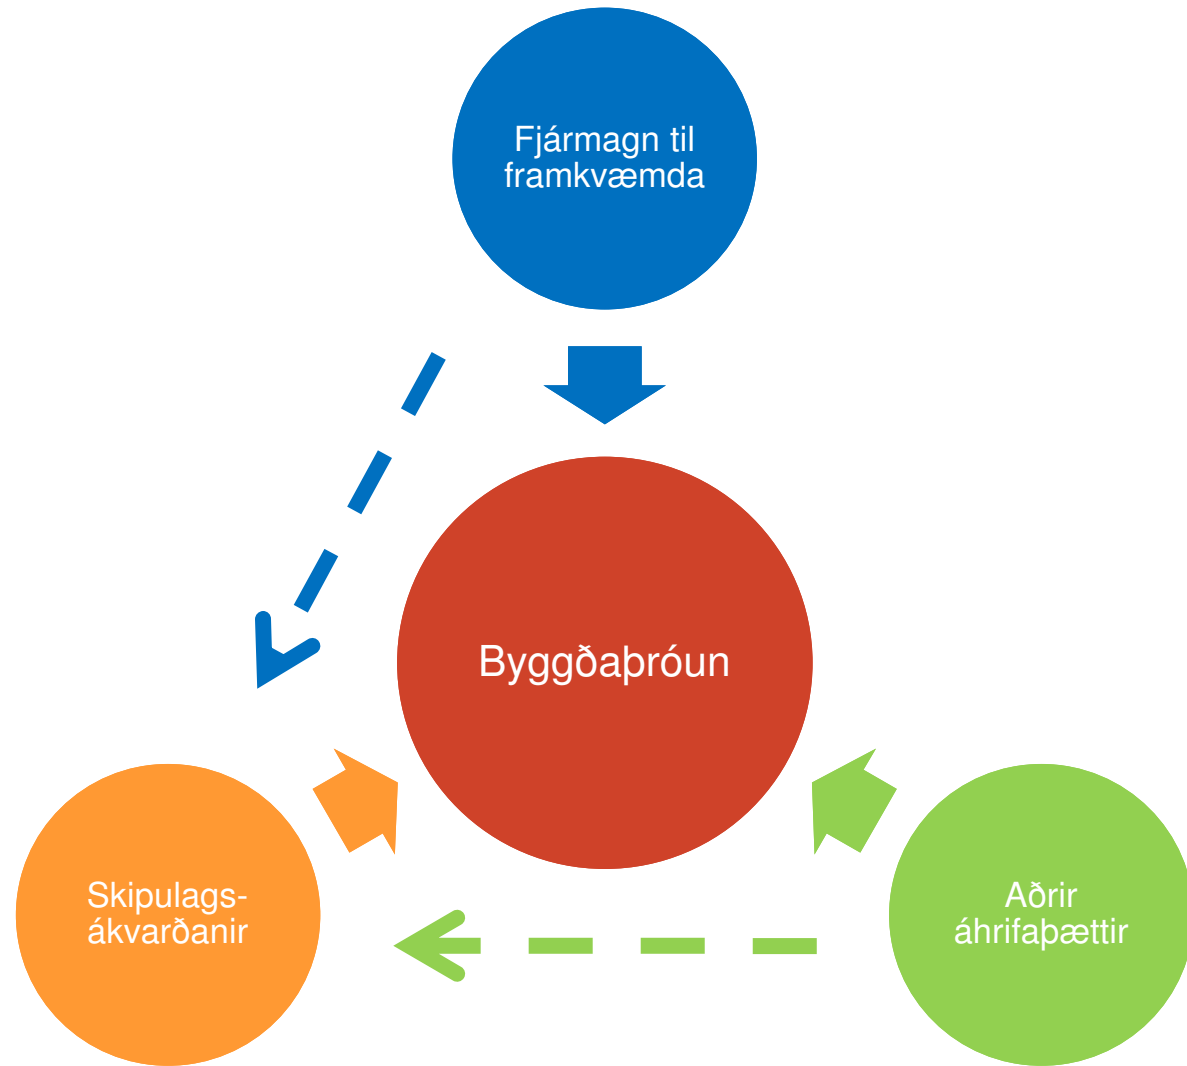 Fjármagn til
framkvæmda
Byggðaþróun
Skipulags-
ákvarðanir
Aðrir
áhrifaþættir